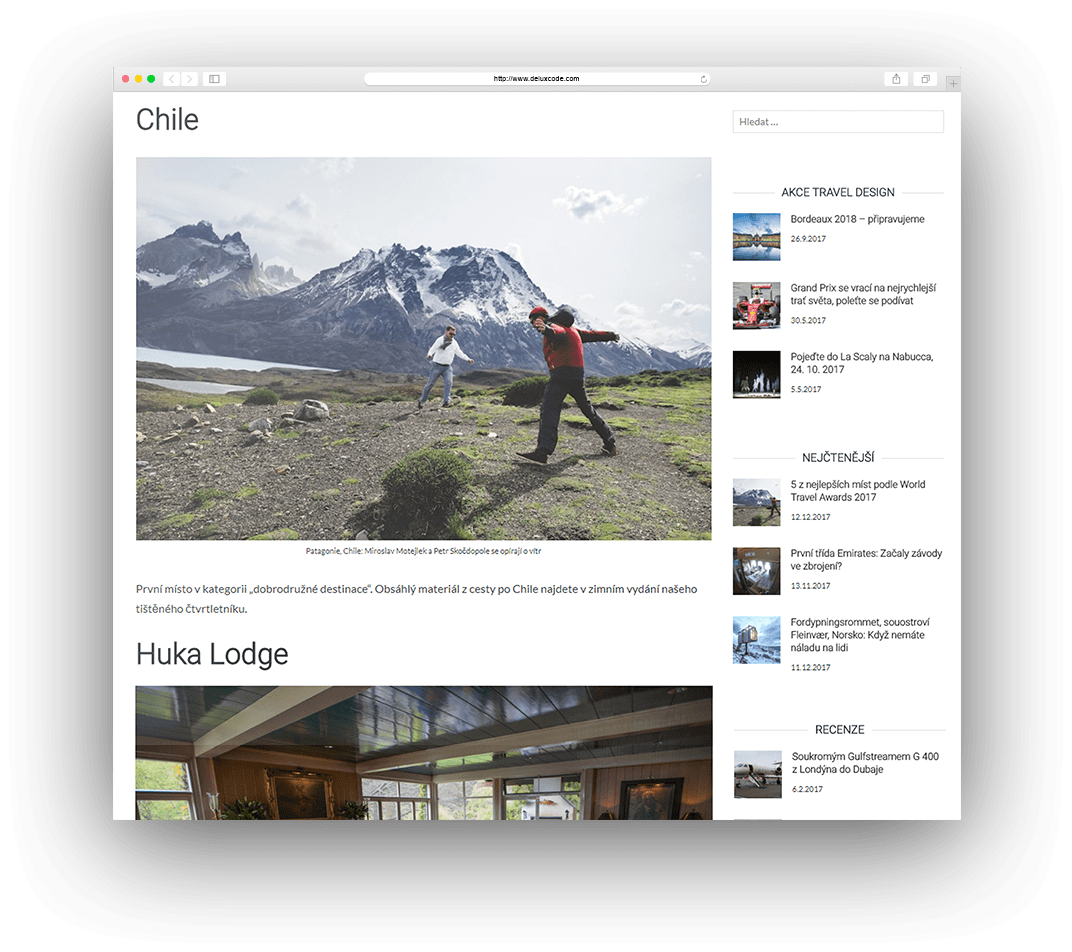 http://www.deluxcode.com
Chile
Patagonie, Chile: Miroslav Motejlek a Petr Skočdopole se opírají o vítr
První místo v kategorii „dobrodružné destinace“. Obsáhlý materiál z cesty po Chile najdete v zimním vydání našeho
tištěného čtvrtletníku.
Huka Lodge
Hledat ...
AKCE TRAVEL DESIGN
Bordeaux 2018 – připravujeme
26.9.2017
Grand Prix se vrací na nejrychlejší
trať světa, poleťte se podívat
30.5.2017
Pojeďte do La Scaly na Nabucca,
24. 10. 2017
5.5.2017
NEJČTENĚJŠÍ
5 z nejlepších míst podle World
Travel Awards 2017
12.12.2017
První třída Emirates: Začaly závody
ve zbrojení?
13.11.2017
Fordypningsrommet, souostroví
Fleinvær, Norsko: Když nemáte
náladu na lidi
11.12.2017
RECENZE
Soukromým Gulfstreamem G 400
z Londýna do Dubaje
6.2.2017